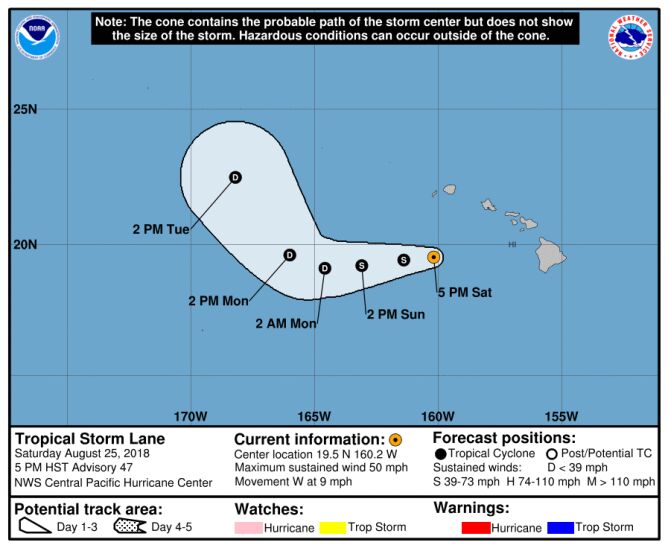 Note: The cone contains the probable path of the storm center but does not show
the size of the storm. Hazardous conditions can occur outside of the cone.
NOAA
NATIONAL WEATHER SERVICE
25N
2 PM Tue
20N
HI
2 PM Mon
5 PM Sat
2 AM Mon
2 PM Sun
D
D
D
S
S
170W
165W
160W
155W
Tropical Storm Lane
Saturday August 25, 2018
5 PM HST Advisory 47
NWS Central Pacific Hurricane Center
Current information:
Center location 19.5 N 160.2 W
Maximum sustained wind 50 mph
Movement W at 9 mph
Forecast positions:
Tropical Cyclone Post/Potential TC
Sustained winds: D < 39 mph
S 39-73 mph H 74-110 mph M > 110 mph
Potential track area:
Day 1-3 Day 4-5
Watches:
Hurricane Trop Storm
Warnings:
Hurricane Trop Storm